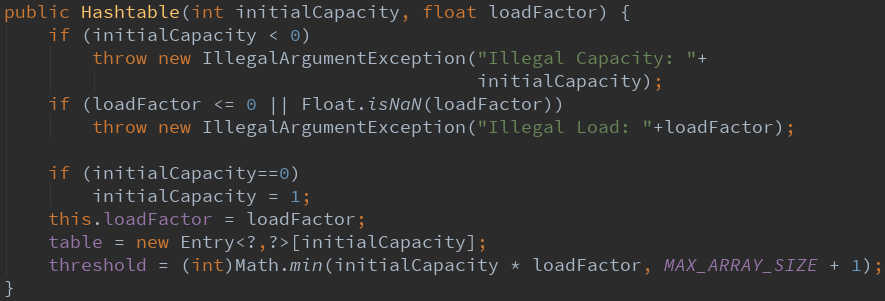 public Hashtable(int initialCapacity, float loadFactor) {
    if (initialCapacity < 0)
        throw new IllegalArgumentException("Illegal Capacity: "+
                                           initialCapacity);
    if (loadFactor <= 0 || Float.isNaN(loadFactor))
        throw new IllegalArgumentException("Illegal Load: "+loadFactor);

    if (initialCapacity==0)
        initialCapacity = 1;
    this.loadFactor = loadFactor;
    table = new Entry<?,?>[initialCapacity];
    threshold = (int)Math.min(initialCapacity * loadFactor, MAX_ARRAY_SIZE + 1);
}